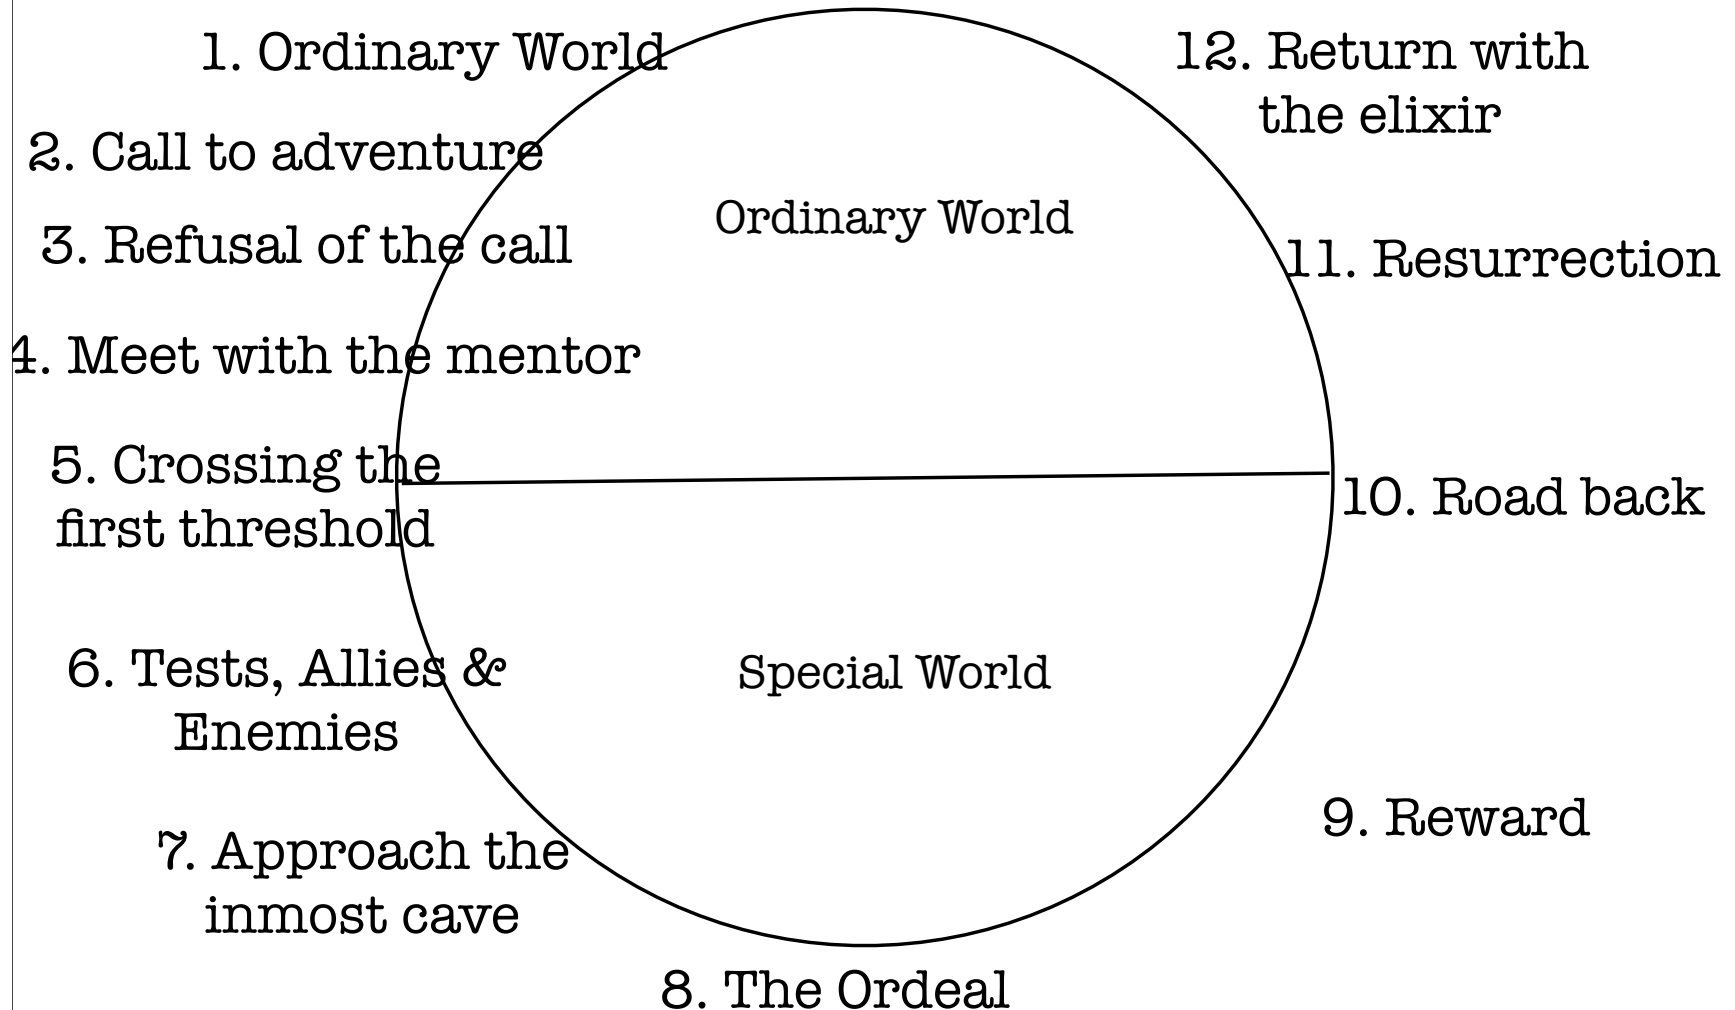 1. Ordinary World
2. Call to adventure
3. Refusal of the call
4. Meet with the mentor
5. Crossing the
first threshold
6. Tests, Allies &
Enemies
7. Approach the
inmost cave
8. The Ordeal
9. Reward
10. Road back
11. Resurrection
12. Return with
the elixir
Ordinary World
Special World